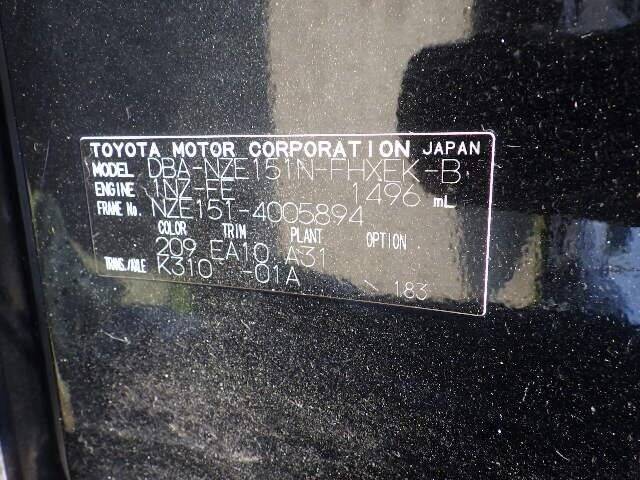 TOYOTA MOTOR CORPORATION JAPAN
MODEL DBA-NZE151N-FHXEK-B
ENGINE 1NZ-FE 1496 mL
FRAME No. NZE151-4005894
COLOR TRIM PLANT OPTION
209 EA10 A31
TRANS./AXLE K310 -01A
\ 183